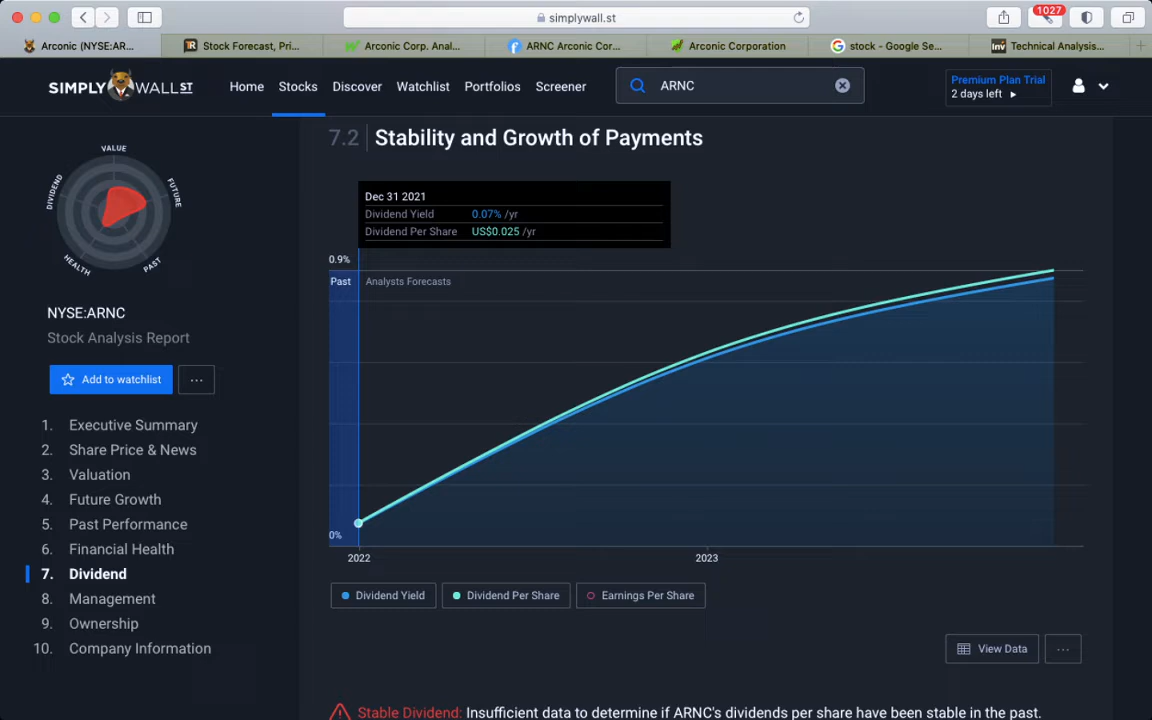 simplywall.st
1027
Arconic (NYSE:AR...
Stock Forecast, Pri...
Arconic Corp. Anal...
ARNC Arconic Cor...
Arconic Corporation
stock - Google Se...
Inv
Technical Analysis...
SIMPLY WALL ST
Home
Stocks
Discover
Watchlist
Portfolios
Screener
ARNC
Premium Plan Trial
2 days left
7.2 Stability and Growth of Payments
VALUE
FUTURE
PAST
HEALTH
DIVIDEND
NYSE:ARNC
Stock Analysis Report
Add to watchlist
...
1. Executive Summary
2. Share Price & News
3. Valuation
4. Future Growth
5. Past Performance
6. Financial Health
7. Dividend
8. Management
9. Ownership
10. Company Information
Dec 31 2021
Dividend Yield 0.07% /yr
Dividend Per Share US$0.025 /yr
0.9%
Past
Analysts Forecasts
0%
2022
2023
Dividend Yield
Dividend Per Share
Earnings Per Share
View Data
...
Stable Dividend: Insufficient data to determine if ARNC's dividends per share have been stable in the past.